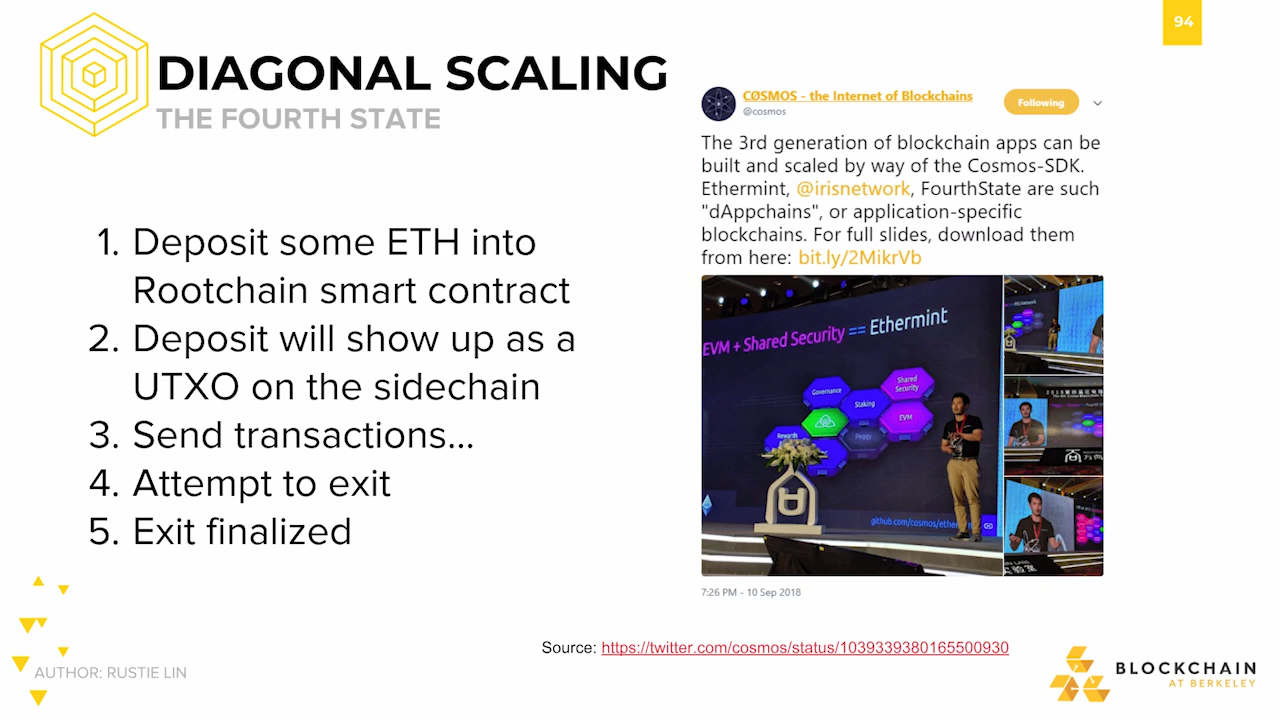 94
DIAGONAL SCALING
THE FOURTH STATE
1. Deposit some ETH into
Rootchain smart contract
2. Deposit will show up as a
UTXO on the sidechain
3. Send transactions...
4. Attempt to exit
5. Exit finalized
CØSMOS - the Internet of Blockchains
@cosmos
Following
The 3rd generation of blockchain apps can be
built and scaled by way of the Cosmos-SDK.
Ethermint, @irisnetwork, FourthState are such
"dAppchains", or application-specific
blockchains. For full slides, download them
from here: bit.ly/2MikrVb
EVM + Shared Security == Ethermint
Governance
Shared
Security
Staking
EVM
Rewards
Peggy
7:26 PM - 10 Sep 2018
Source: https://twitter.com/cosmos/status/1039339380165500930
AUTHOR: RUSTIE LIN
BLOCKCHAIN
AT BERKELEY